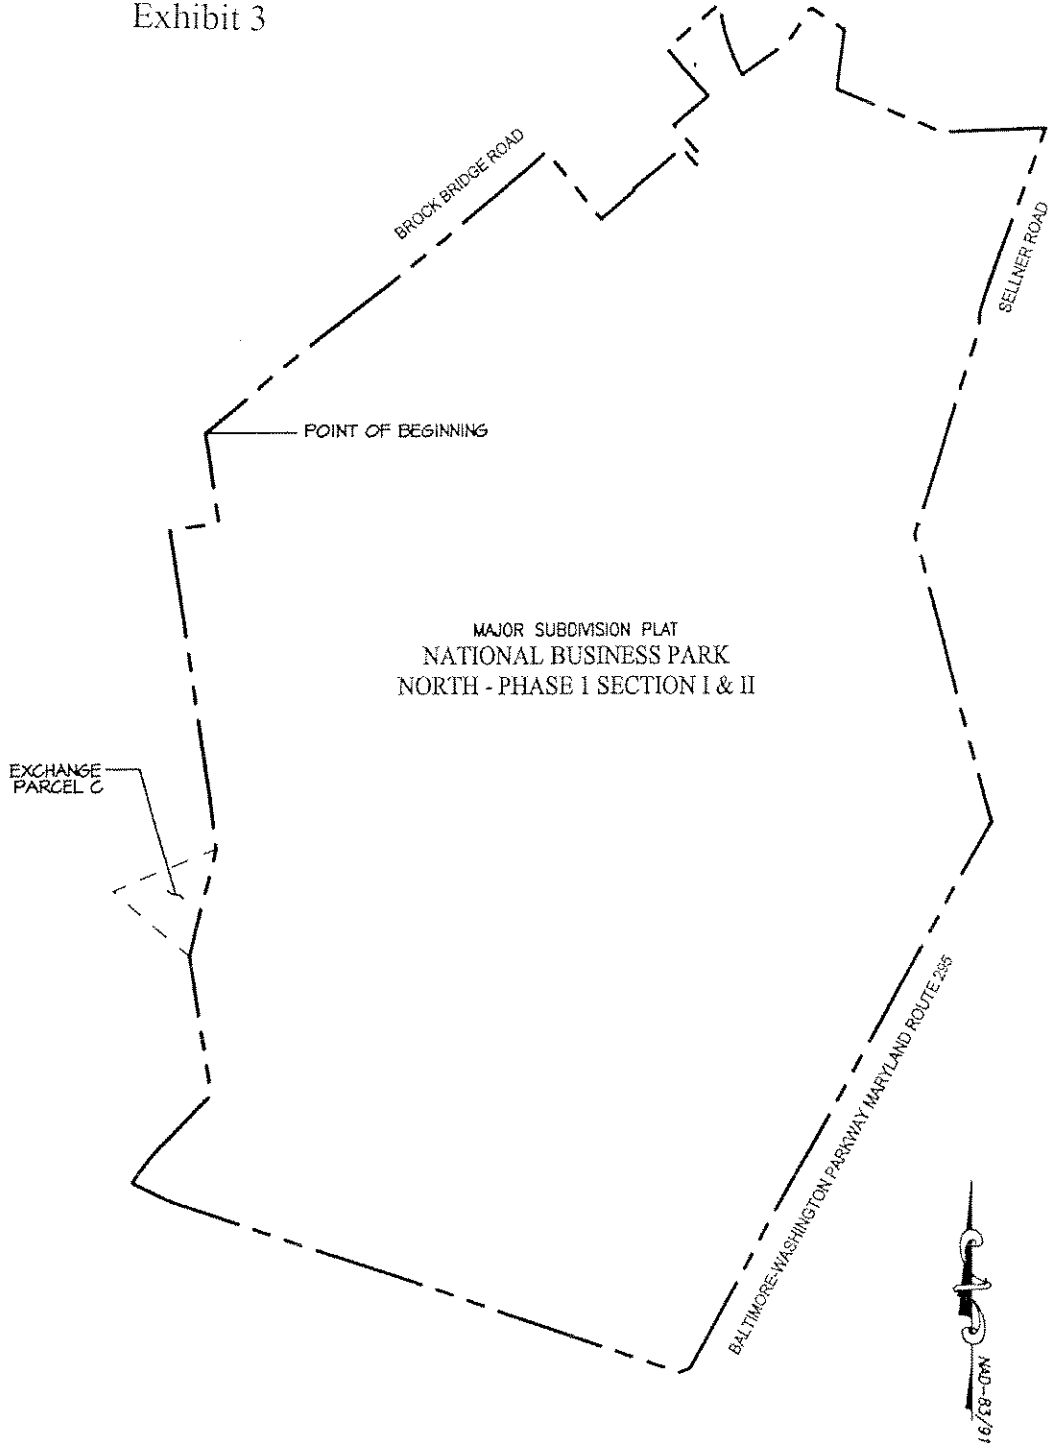 Exhibit 3
BROCK BRIDGE ROAD
SELLNER ROAD
POINT OF BEGINNING
MAJOR SUBDIVISION PLAT
NATIONAL BUSINESS PARK
NORTH - PHASE 1 SECTION I & II
EXCHANGE
PARCEL C
BALTIMORE-WASHINGTON PARKWAY MARYLAND ROUTE 295
NAD-83/91